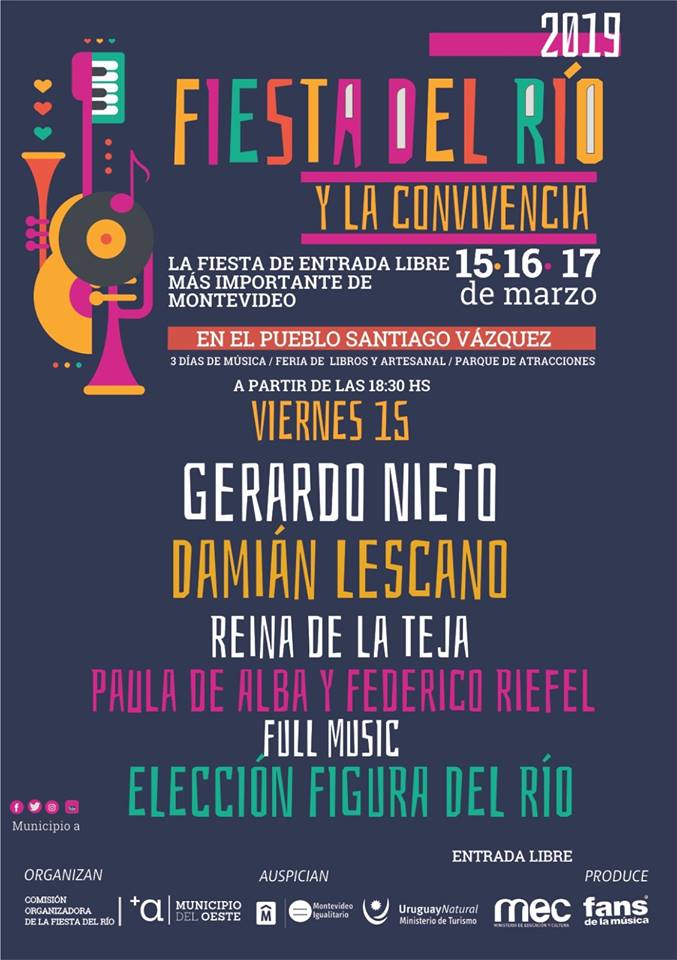 2019
FIESTA DEL RÍO
Y LA CONVIVENCIA
LA FIESTA DE ENTRADA LIBRE
MÁS IMPORTANTE DE
MONTEVIDEO
15·16·17
de marzo
EN EL PUEBLO SANTIAGO VÁZQUEZ
3 DÍAS DE MÚSICA / FERIA DE LIBROS Y ARTESANAL / PARQUE DE ATRACCIONES
A PARTIR DE LAS 18:30 HS
VIERNES 15
GERARDO NIETO
DAMIÁN LESCANO
REINA DE LA TEJA
PAULA DE ALBA Y FEDERICO RIEFEL
FULL MUSIC
ELECCIÓN FIGURA DEL RÍO
Municipio a
ENTRADA LIBRE
ORGANIZAN
COMISIÓN
ORGANIZADORA
DE LA FIESTA DEL RÍO
+a
MUNICIPIO
DEL OESTE
AUSPICIAN
M
Montevideo
Igualitario
UruguayNatural
Ministerio de Turismo
mec
MINISTERIO DE EDUCACIÓN Y CULTURA
PRODUCE
fans
de la música